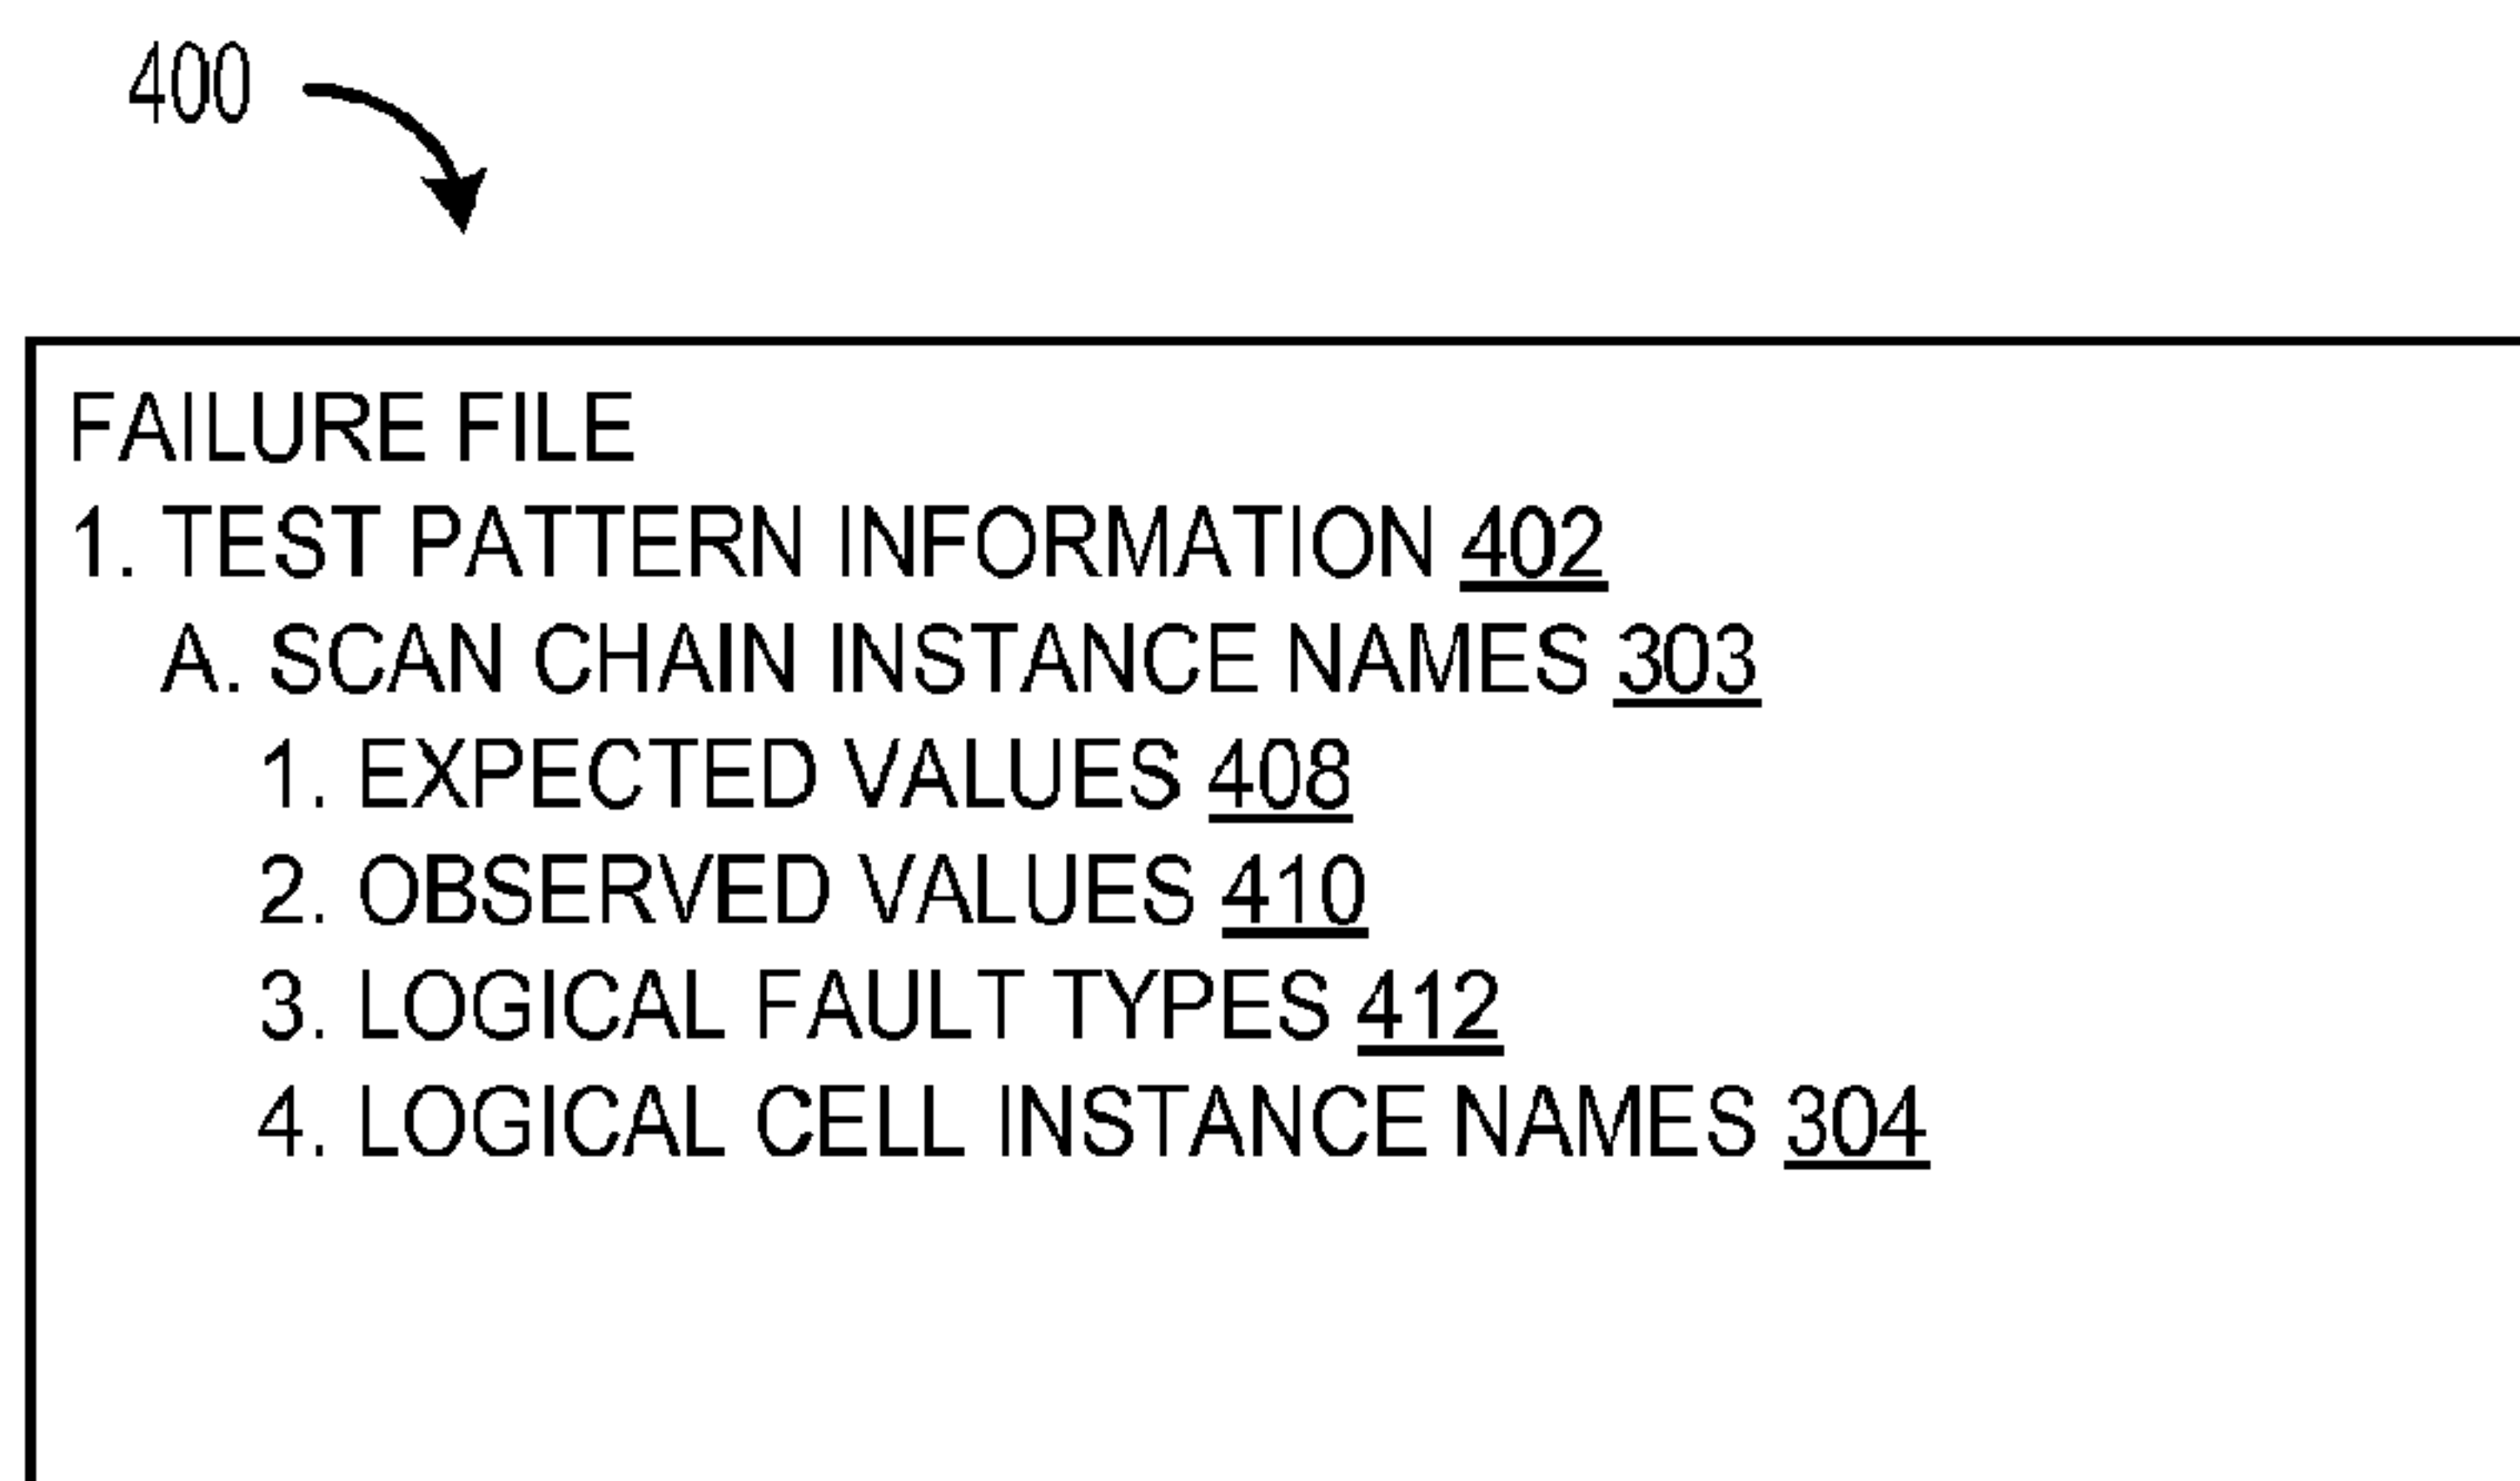 400
FAILURE FILE
1. TEST PATTERN INFORMATION 402
A. SCAN CHAIN INSTANCE NAMES 303
1. EXPECTED VALUES 408
2. OBSERVED VALUES 410
3. LOGICAL FAULT TYPES 412
4. LOGICAL CELL INSTANCE NAMES 304